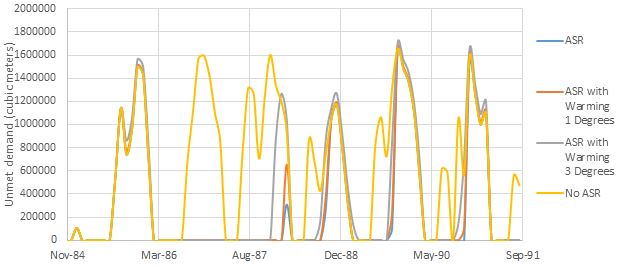 Unmet demand (cubic meters)
2000000
1800000
1600000
1400000
1200000
1000000
800000
600000
400000
200000
0
Nov-84 Mar-86 Aug-87 Dec-88 May-90 Sep-91
ASR
ASR with
Warming
1 Degrees
ASR with
Warming
3 Degrees
No ASR